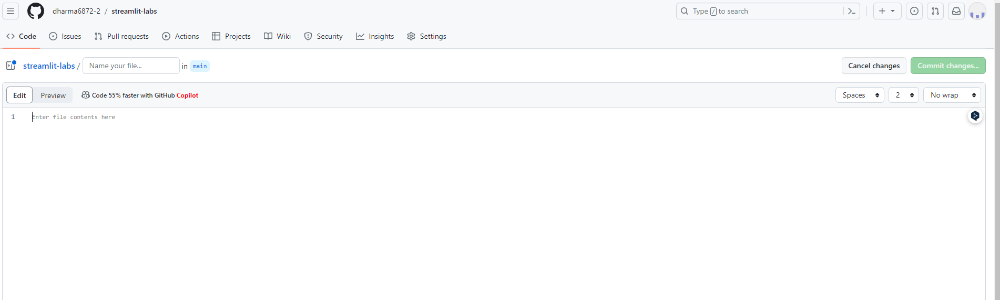 dharma6872-2 / streamlit-labs Type / to search
Code Issues Pull requests Actions Projects Wiki Security Insights Settings
streamlit-labs / Name your file... in main Cancel changes Commit changes...
Edit Preview Code 55% faster with GitHub Copilot Spaces 2 No wrap
1 Enter file contents here